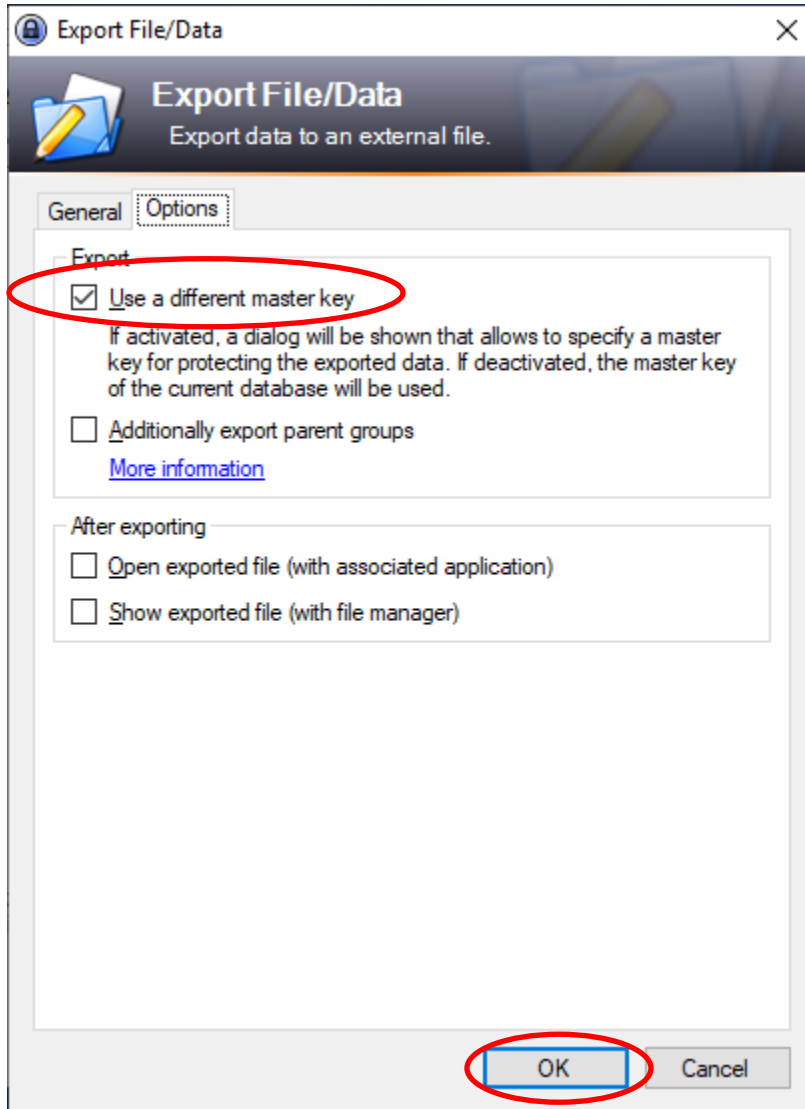 Export File/Data
Export File/Data
Export data to an external file.
General Options
Export
Use a different master key
If activated, a dialog will be shown that allows to specify a master
key for protecting the exported data. If deactivated, the master key
of the current database will be used.
Additionally export parent groups
More information
After exporting
Open exported file (with associated application)
Show exported file (with file manager)
OK Cancel